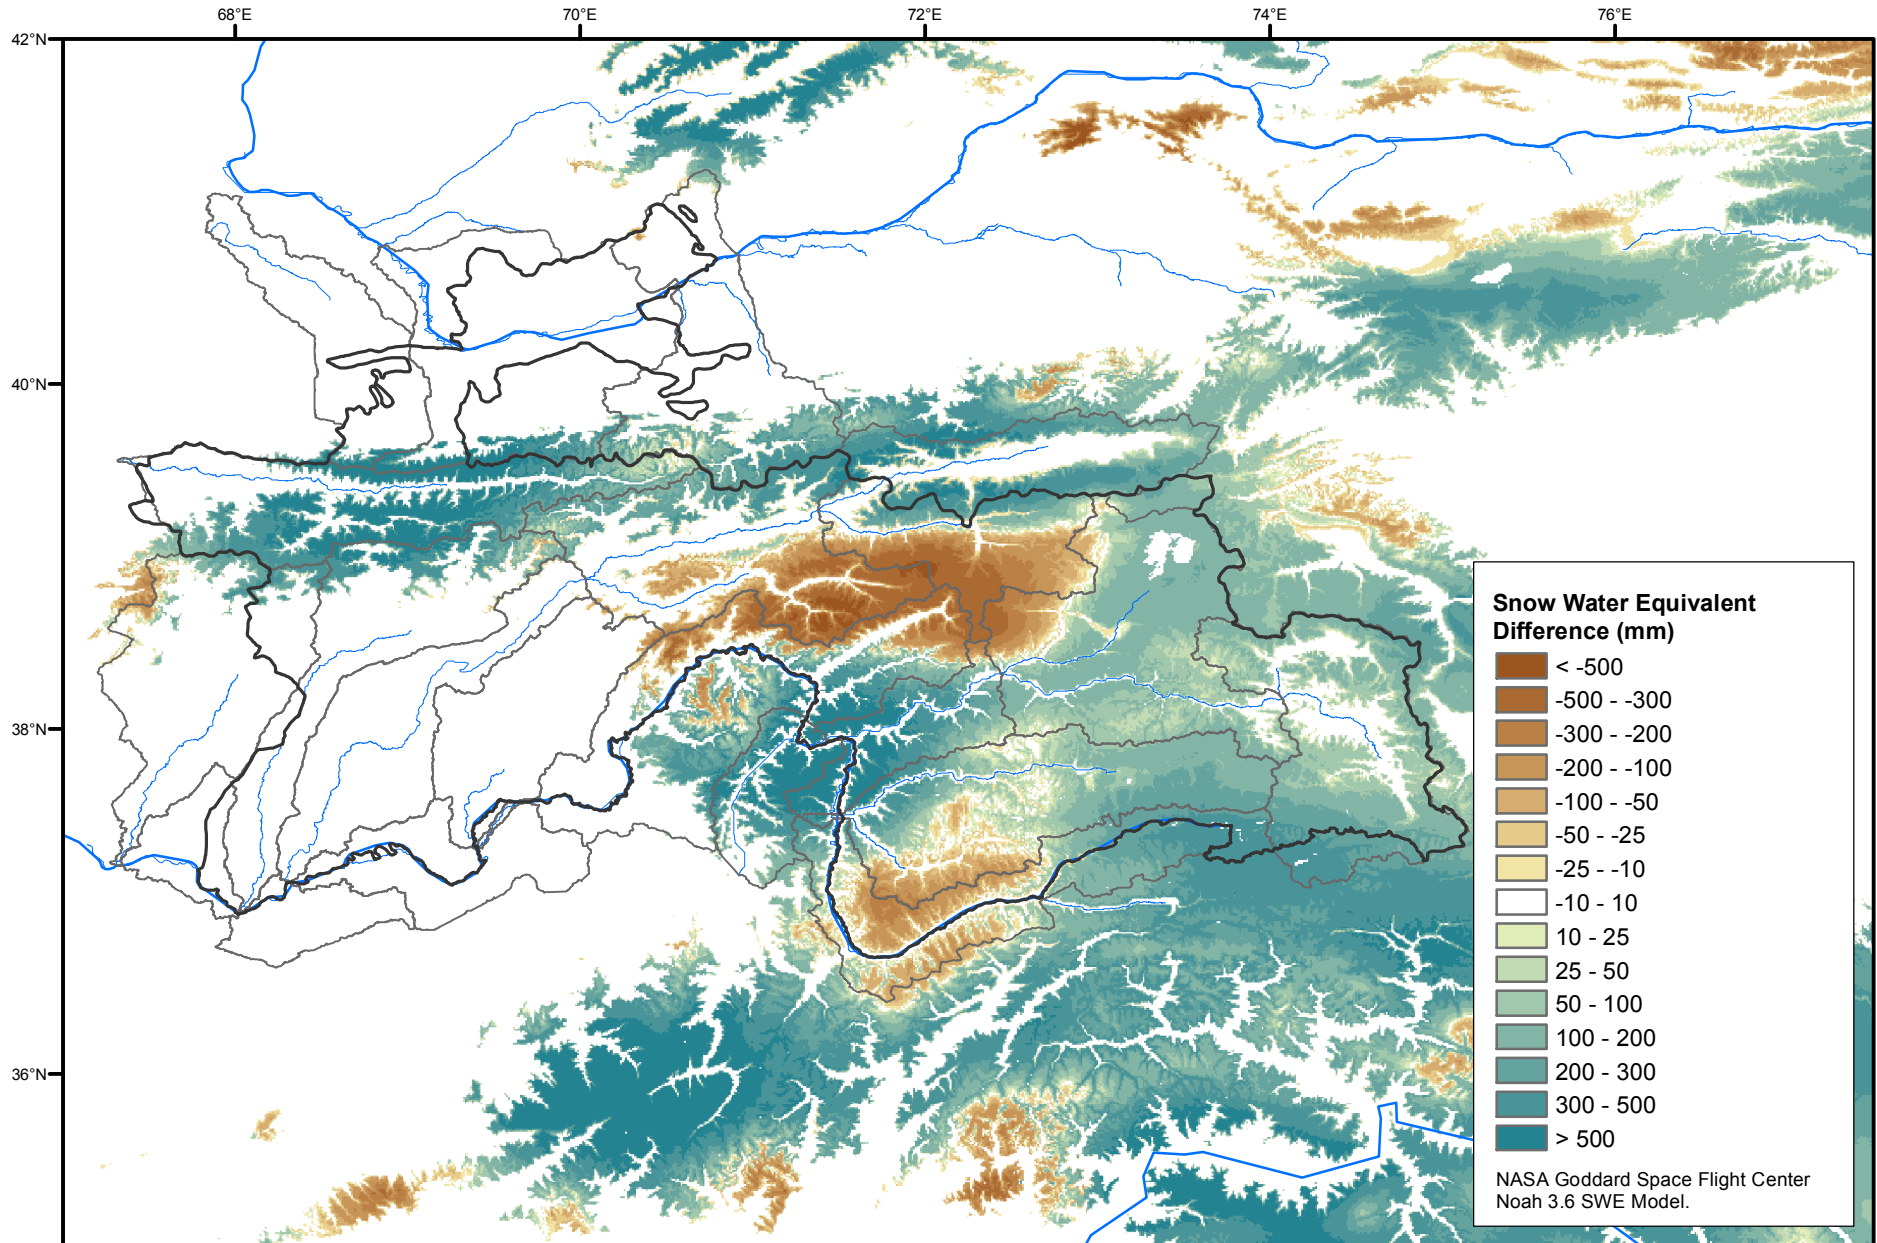 68°E 70°E 72°E 74°E 76°E
42°N
40°N
38°N
36°N
Snow Water Equivalent
Difference (mm)
< -500
-500 - -300
-300 - -200
-200 - -100
-100 - -50
-50 - -25
-25 - -10
-10 - 10
10 - 25
25 - 50
50 - 100
100 - 200
200 - 300
300 - 500
> 500
NASA Goddard Space Flight Center
Noah 3.6 SWE Model.